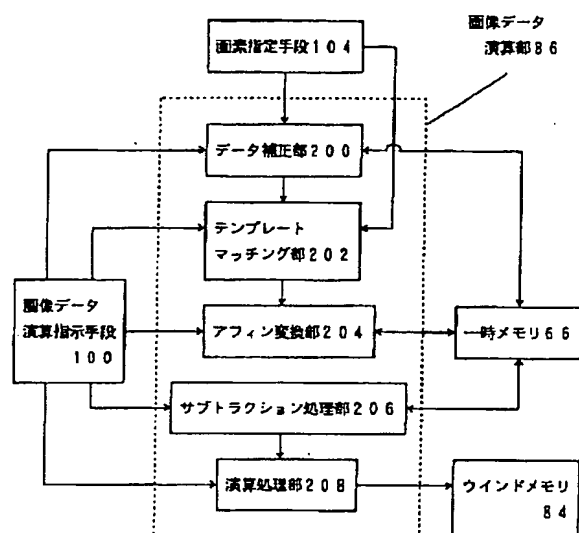 画素指定手段104
画像データ
演算部86
データ補正部200
テンプレート
マッチング部202
画像データ
演算指示手段
100
アフィン変換部204
一時メモリ66
サブトラクション処理部206
演算処理部208
ウインドメモリ
84